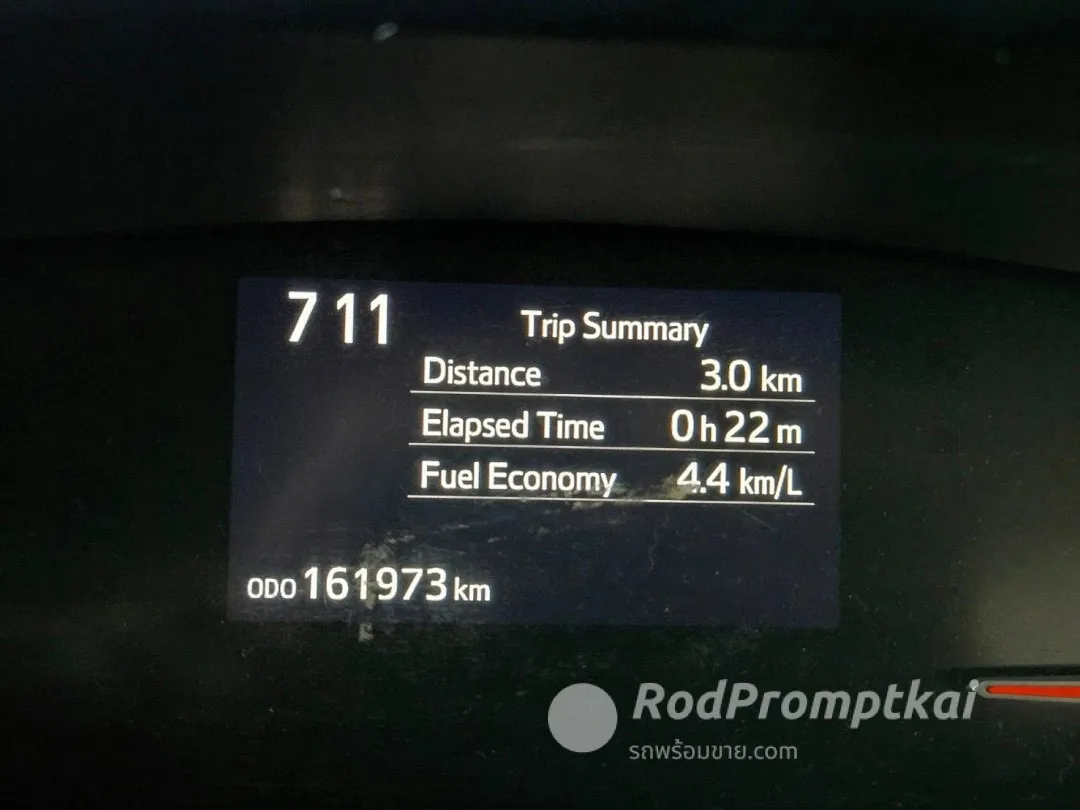 7 11
Trip Summary
Distance 3.0 km
Elapsed Time 0 h 22 m
Fuel Economy 4.4 km/L
ODO 161973 km
RodPromptkai
รถพร้อมขาย.com